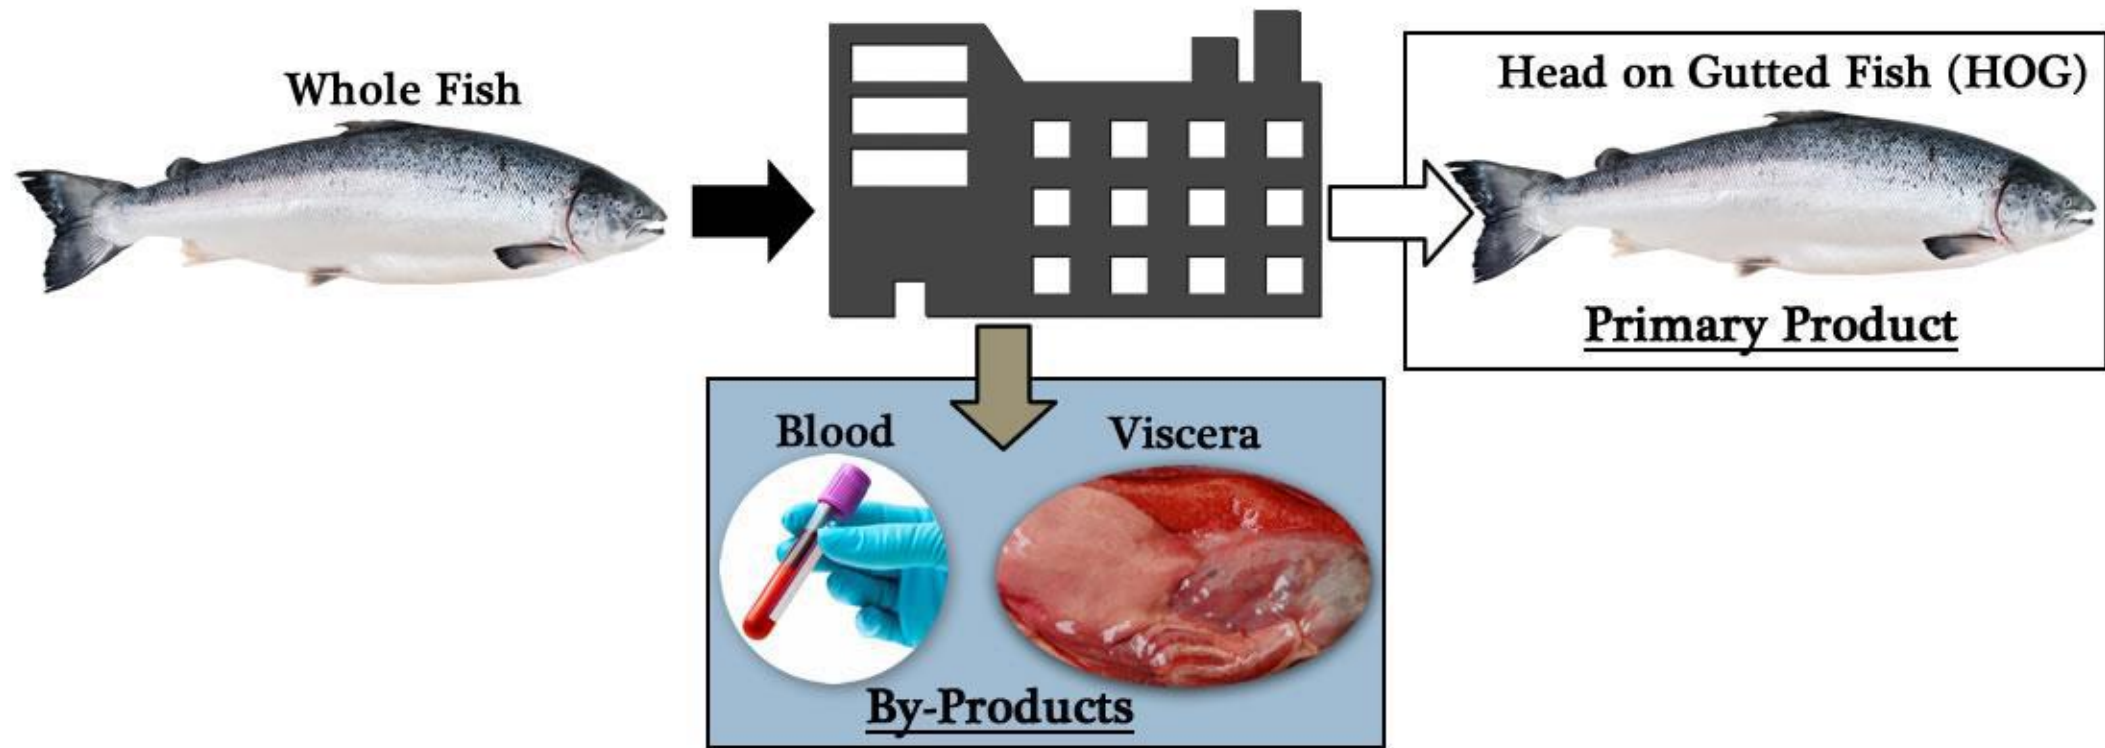 Whole Fish
Head on Gutted Fish (HOG)
Primary Product
Blood
Viscera
By-Products